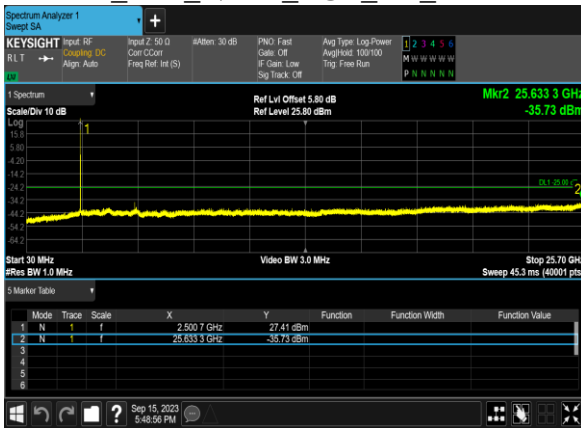 Spectrum Analyzer 1
Swept SA
+
KEYSIGHT Input: RF Input Z: 50 Ω #Atten: 30 dB PNO: Fast Avg Type: Log-Power 1 2 3 4 5 6
RLT Coupling: DC Corr CCorr Gate: Off Avg|Hold: 100/100 M W W W W W
Align: Auto Freq Ref: Int (S) IF Gain: Low Trig: Free Run
Sig Track: Off P N N N N N
1 Spectrum Ref Lvl Offset 5.80 dB Mkr2 25.633 3 GHz
Scale/Div 10 dB Ref Level 25.80 dBm -35.73 dBm
Log
1
15.8
5.80
-4.20
-14.2
DL1 -25.00
-24.2
2
-34.2
-44.2
-54.2
-64.2
Start 30 MHz Video BW 3.0 MHz Stop 25.70 GHz
#Res BW 1.0 MHz Sweep 45.3 ms (40001 pts
5 Marker Table
Mode Trace Scale X Y Function Function Width Function Value
1 N 1 f 2.500 7 GHz 27.41 dBm
2 N 1 f 25.633 3 GHz -35.73 dBm
3
4
5
6
? Sep 15, 2023
5:48:56 PM